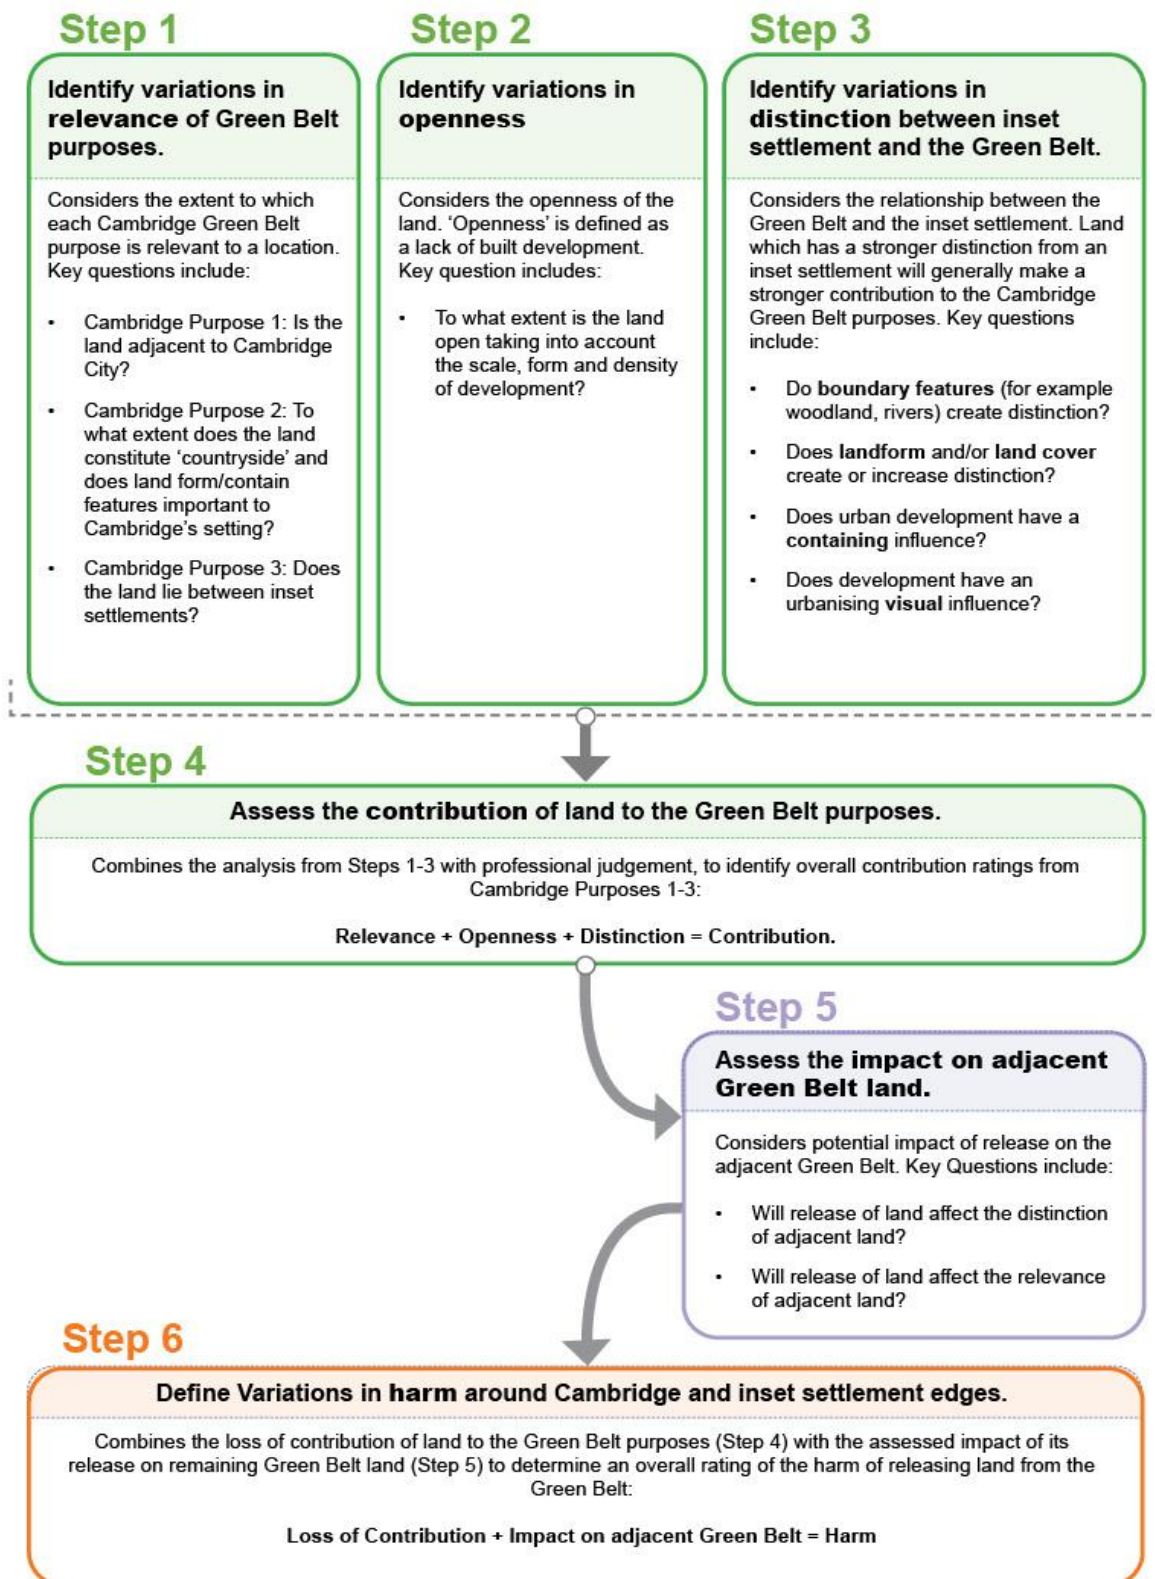 Step 1
Identify variations in
relevance of Green Belt
purposes.
Considers the extent to which
each Cambridge Green Belt
purpose is relevant to a location.
Key questions include:
• Cambridge Purpose 1: Is the
land adjacent to Cambridge
City?
• Cambridge Purpose 2: To
what extent does the land
constitute ‘countryside’ and
does land form/contain
features important to
Cambridge’s setting?
• Cambridge Purpose 3: Does
the land lie between inset
settlements?
Step 2
Identify variations in
openness
Considers the openness of the
land. ‘Openness’ is defined as
a lack of built development.
Key question includes:
• To what extent is the land
open taking into account
the scale, form and density
of development?
Step 3
Identify variations in
distinction between inset
settlement and the Green Belt.
Considers the relationship between the
Green Belt and the inset settlement. Land
which has a stronger distinction from an
inset settlement will generally make a
stronger contribution to the Cambridge
Green Belt purposes. Key questions
include:
• Do boundary features (for example
woodland, rivers) create distinction?
• Does landform and/or land cover
create or increase distinction?
• Does urban development have a
containing influence?
• Does development have an
urbanising visual influence?
Step 4
Assess the contribution of land to the Green Belt purposes.
Combines the analysis from Steps 1-3 with professional judgement, to identify overall contribution ratings from
Cambridge Purposes 1-3:
Relevance + Openness + Distinction = Contribution.
Step 5
Assess the impact on adjacent
Green Belt land.
Considers potential impact of release on the
adjacent Green Belt. Key Questions include:
• Will release of land affect the distinction
of adjacent land?
• Will release of land affect the relevance
of adjacent land?
Step 6
Define Variations in harm around Cambridge and inset settlement edges.
Combines the loss of contribution of land to the Green Belt purposes (Step 4) with the assessed impact of its
release on remaining Green Belt land (Step 5) to determine an overall rating of the harm of releasing land from the
Green Belt:
Loss of Contribution + Impact on adjacent Green Belt = Harm